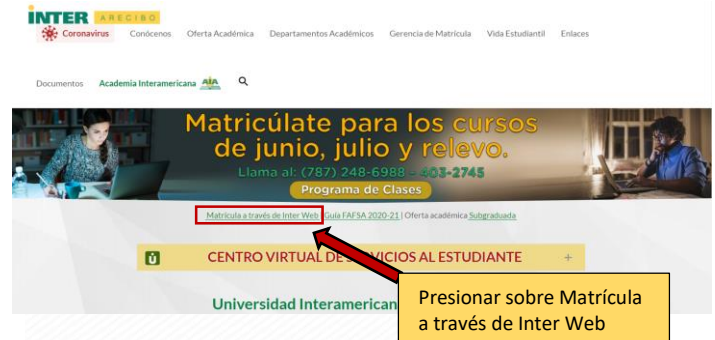 INTER ARECIBO
Coronavirus Conócenos Oferta Académica Departamentos Académicos Gerencia de Matrícula Vida Estudiantil Enlaces
Documentos Academia Interamericana AIA
Matricúlate para los cursos
de junio, julio y relevo.
Llama al: (787) 248-6988 - 403-2745
Programa de Clases
Matrícula a través de Inter Web | Guía FAFSA 2020-21 | Oferta académica Subgraduada
CENTRO VIRTUAL DE SERVICIOS AL ESTUDIANTE +
Universidad Interamerican
Presionar sobre Matrícula
a través de Inter Web